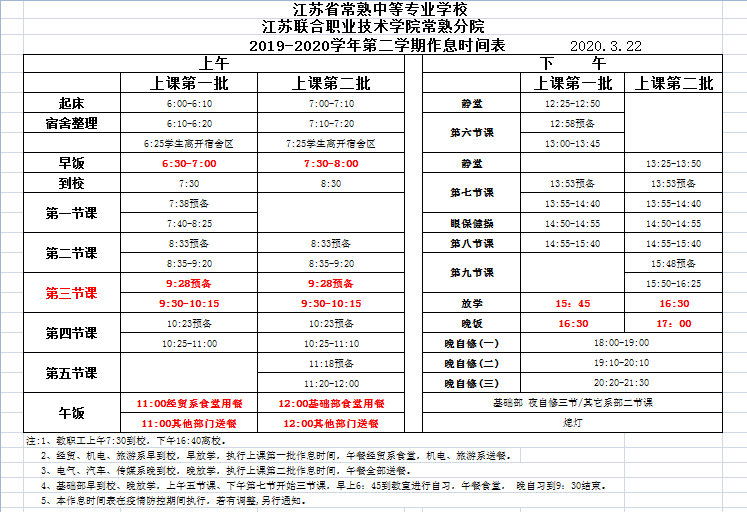 江苏省常熟中等专业学校
江苏联合职业技术学院常熟分院
2019-2020学年第二学期作息时间表 2020.3.22
上午
上课第一批 上课第二批
起床 6:00-6:10 7:00-7:10
宿舍整理 6:10-6:20 7:10-7:20
6:25学生离开宿舍区 7:25学生离开宿舍区
早饭 6:30-7:00 7:30-8:00
到校 7:30 8:30
第一节课 7:38预备
7:40-8:25
第二节课 8:33预备 8:33预备
8:35-9:20 8:35-9:20
第三节课 9:28预备 9:28预备
9:30-10:15 9:30-10:15
第四节课 10:23预备 10:23预备
10:25-11:00 10:25-11:10
第五节课 11:18预备
11:20-12:00
午饭 11:00经贸系食堂用餐 12:00基础部食堂用餐
11:00其他部门送餐 12:00其他部门送餐
下 午
上课第一批 上课第二批
静堂 12:25-12:50
第六节课 12:58预备
13:00-13:45
静堂 13:25-13:50
第七节课 13:53预备 13:53预备
13:55-14:40 13:55-14:40
眼保健操 14:50-14:55 14:50-14:55
第八节课 14:55-15:40 14:55-15:40
第九节课 15:48预备
15:50-16:25
放学 15：45 16:30
晚饭 16:30 17：00
晚自修(一) 18:00-19:00
晚自修(二) 19:10-20:10
晚自修(三) 20:20-21:30
基础部 夜自修三节/其它系部二节课
熄灯
注:1、教职工上午7:30到校，下午16:40离校。
2、经贸、机电、旅游系早到校，早放学，执行上课第一批作息时间，午餐经贸系食堂，机电、旅游系送餐。
3、电气、汽车、传媒系晚到校，晚放学，执行上课第二批作息时间，午餐全部送餐。
4、基础部早到校、晚放学，上午五节课、下午第七节开始三节课，早上6：45到教室进行自习，午餐食堂， 晚自习到9：30结束。
5、本作息时间表在疫情防控期间执行，若有调整,另行通知。